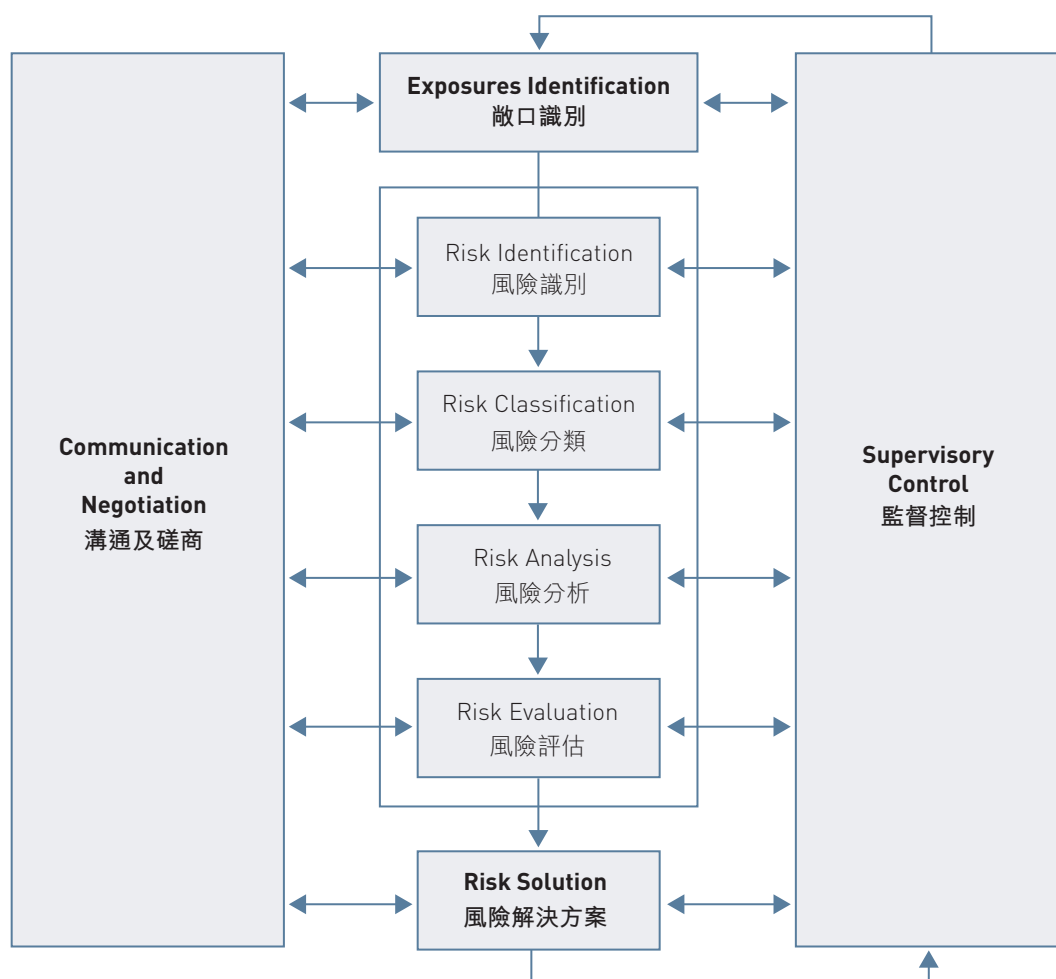 Exposures Identification
敞口識別
Risk Identification
風險識別
Risk Classification
風險分類
Communication
and
Negotiation
溝通及磋商
Supervisory
Control
監督控制
Risk Analysis
風險分析
Risk Evaluation
風險評估
Risk Solution
風險解決方案